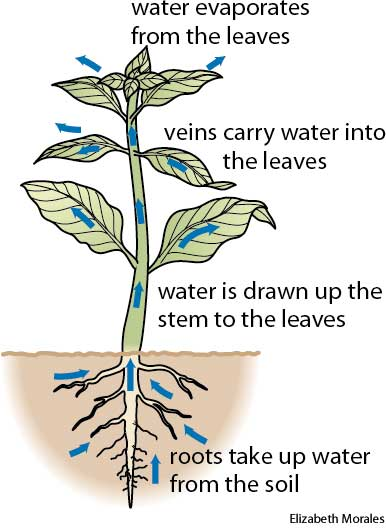 water evaporates
from the leaves
veins carry water into
the leaves
water is drawn up the
stem to the leaves
roots take up water
from the soil
Elizabeth Morales